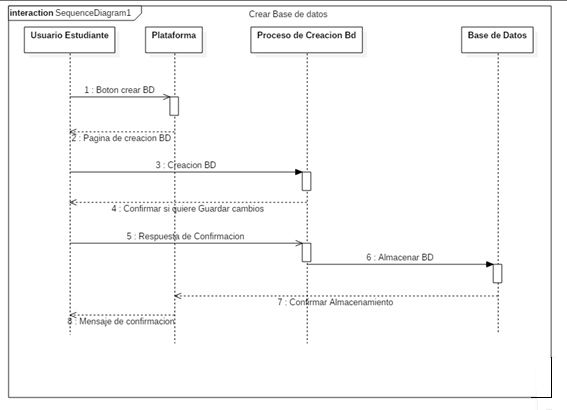 interaction SequenceDiagram1
Crear Base de datos
Usuario Estudiante
Plataforma
Proceso de Creacion Bd
Base de Datos
1 : Boton crear BD
2 : Pagina de creacion BD
3 : Creacion BD
4 : Confirmar si quiere Guardar cambios
5 : Respuesta de Confirmacion
6 : Almacenar BD
7 : Confirmar Almacenamiento
8 : Mensaje de confirmacion